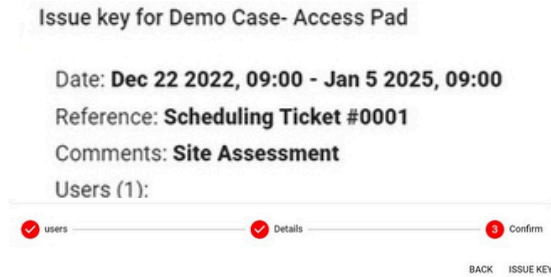 Issue key for Demo Case- Access Pad
Date: Dec 22 2022, 09:00 - Jan 5 2025, 09:00
Reference: Scheduling Ticket #0001
Comments: Site Assessment
Users (1):
users Details 3 Confirm
BACK ISSUE KEY